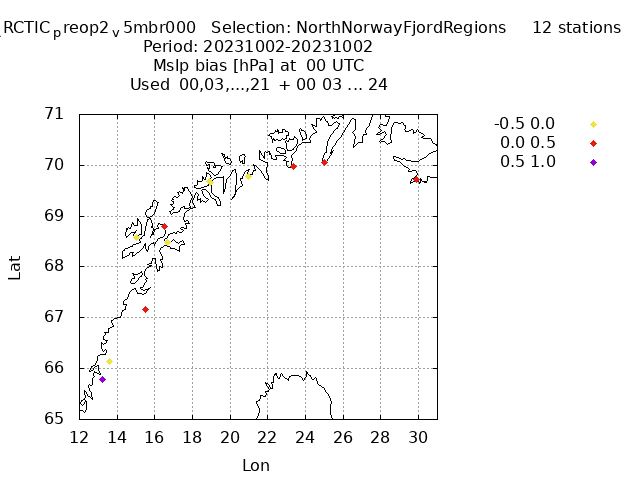 RCTIC p reop2 v 5mbr000 Selection: NorthNorwayFjordRegions 12 stations
Period: 20231002-20231002
Mslp bias [hPa] at 00 UTC
Used 00,03,...,21 + 00 03 ... 24
71
70
69
68
67
66
65
Lat
12 14 16 18 20 22 24 26 28 30
Lon
-0.5 0.0
0.0 0.5
0.5 1.0